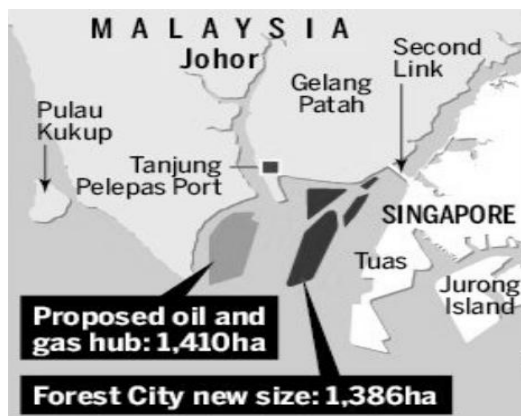 MALAYSIA
Johor
Second
Link
Gelang
Patah
Pulau
Kukup
Tanjung
Pelepas Port
SINGAPORE
Tuas
Jurong
Island
Proposed oil and
gas hub: 1,410ha
Forest City new size: 1,386ha